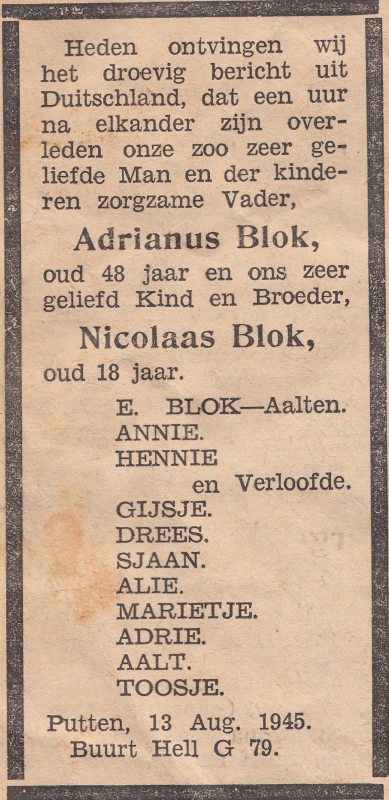 Heden ontvingen wij
het droevig bericht uit
Duitschland, dat een uur
na elkander zijn over-
leden onze zoo zeer ge-
liefde Man en der kinde-
ren zorgzame Vader,
Adrianus Blok,
oud 48 jaar en ons zeer
geliefd Kind en Broeder,
Nicolaas Blok,
oud 18 jaar.
E. BLOK—Aalten.
ANNIE.
HENNIE
en Verloofde.
GIJSJE.
DREES.
SJAAN.
ALIE.
MARIETJE.
ADRIE.
AALT.
TOOSJE.
Putten, 13 Aug. 1945.
Buurt Hell G 79.